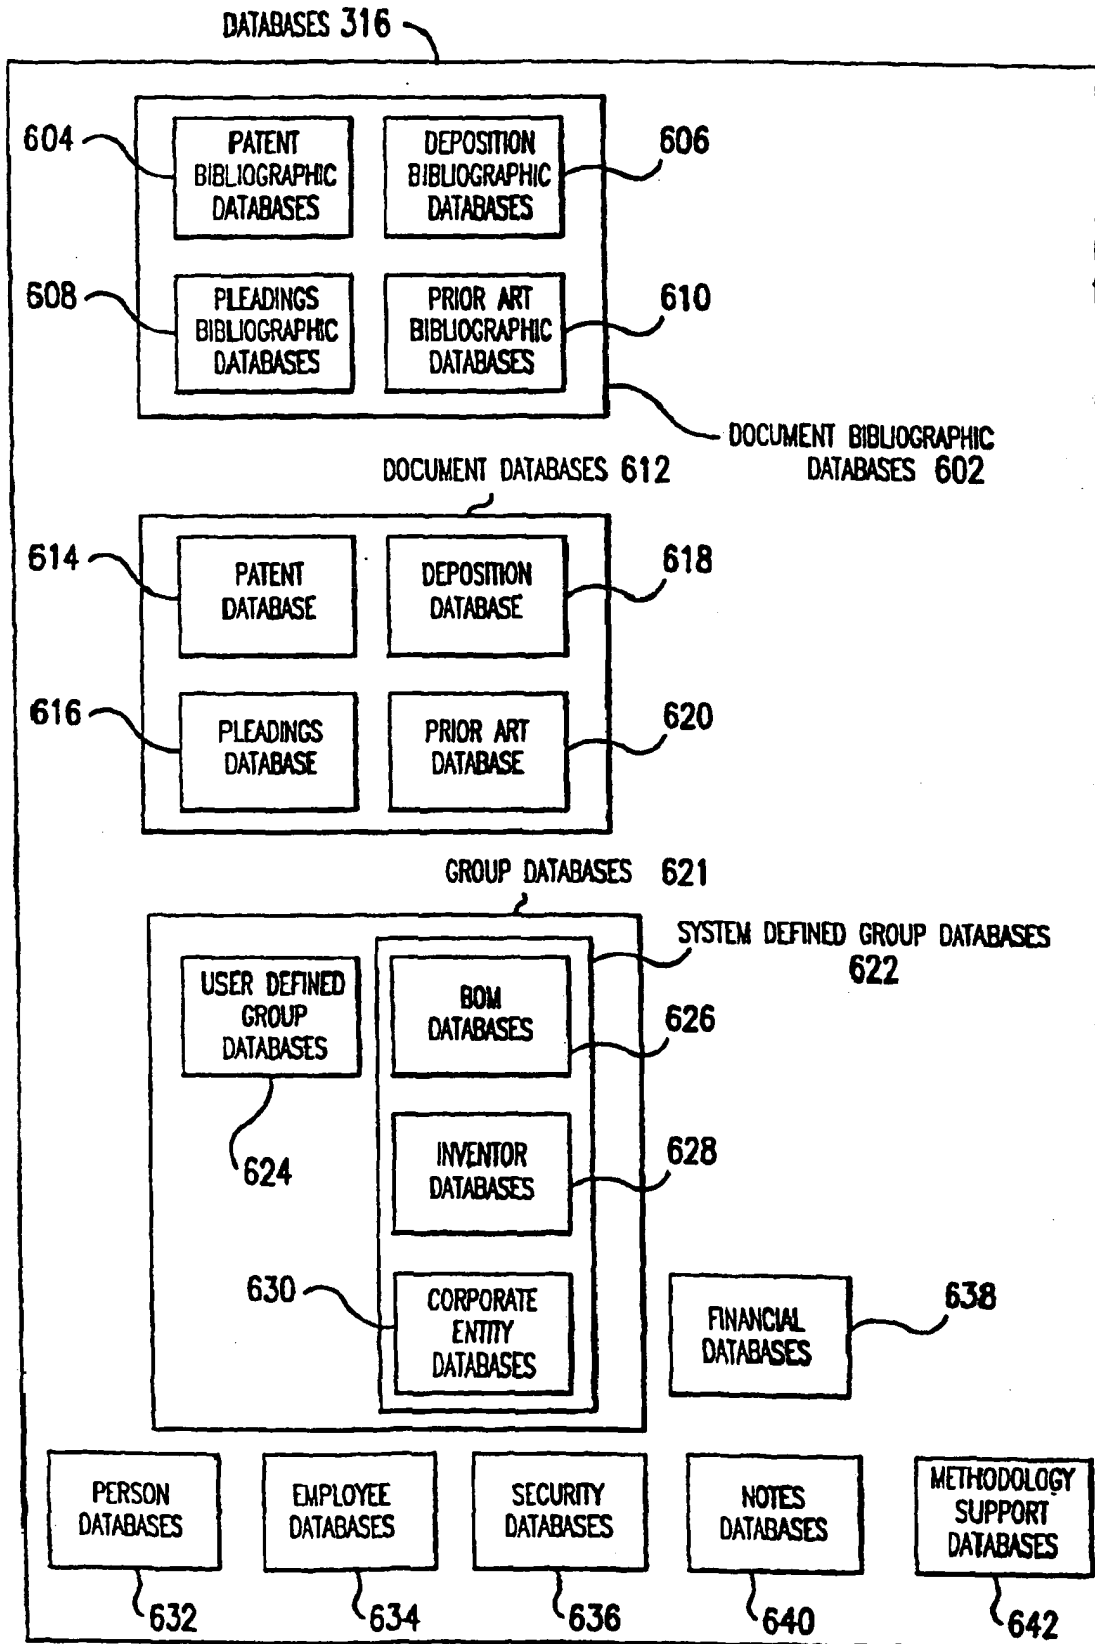 DATABASES 316
604
PATENT
BIBLIOGRAPHIC
DATABASES
DEPOSITION
BIBLIOGRAPHIC
DATABASES
606
608
PLEADINGS
BIBLIOGRAPHIC
DATABASES
PRIOR ART
BIBLIOGRAPHIC
DATABASES
610
DOCUMENT BIBLIOGRAPHIC
DATABASES 602
DOCUMENT DATABASES 612
614
PATENT
DATABASE
DEPOSITION
DATABASE
618
616
PLEADINGS
DATABASE
PRIOR ART
DATABASE
620
GROUP DATABASES 621
SYSTEM DEFINED GROUP DATABASES
622
USER DEFINED
GROUP
DATABASES
624
BOM
DATABASES
626
INVENTOR
DATABASES
628
630
CORPORATE
ENTITY
DATABASES
FINANCIAL
DATABASES
638
PERSON
DATABASES
632
EMPLOYEE
DATABASES
634
SECURITY
DATABASES
636
NOTES
DATABASES
640
METHODOLOGY
SUPPORT
DATABASES
642